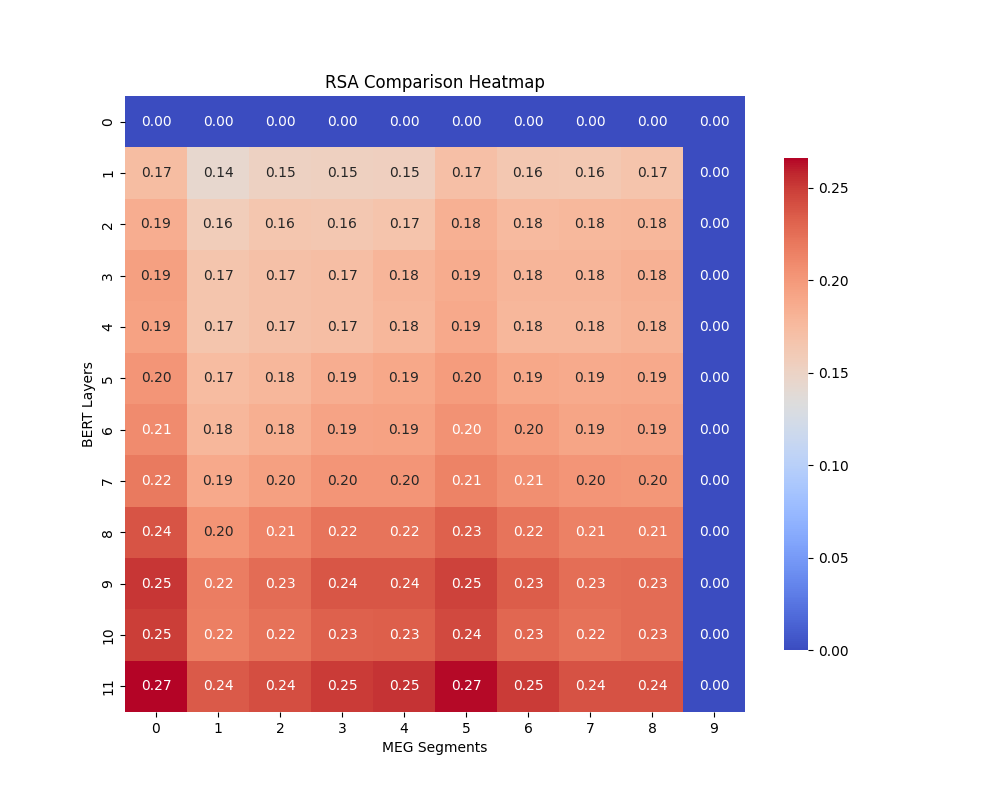 RSA Comparison Heatmap
0 0.00 0.00 0.00 0.00 0.00 0.00 0.00 0.00 0.00 0.00
1 0.17 0.14 0.15 0.15 0.15 0.17 0.16 0.16 0.17 0.00
2 0.19 0.16 0.16 0.16 0.17 0.18 0.18 0.18 0.18 0.00
3 0.19 0.17 0.17 0.17 0.18 0.19 0.18 0.18 0.18 0.00
4 0.19 0.17 0.17 0.17 0.18 0.19 0.18 0.18 0.18 0.00
5 0.20 0.17 0.18 0.19 0.19 0.20 0.19 0.19 0.19 0.00
6 0.21 0.18 0.18 0.19 0.19 0.20 0.20 0.19 0.19 0.00
7 0.22 0.19 0.20 0.20 0.20 0.21 0.21 0.20 0.20 0.00
8 0.24 0.20 0.21 0.22 0.22 0.23 0.22 0.21 0.21 0.00
9 0.25 0.22 0.23 0.24 0.24 0.25 0.23 0.23 0.23 0.00
10 0.25 0.22 0.22 0.23 0.23 0.24 0.23 0.22 0.23 0.00
11 0.27 0.24 0.24 0.25 0.25 0.27 0.25 0.24 0.24 0.00
0 1 2 3 4 5 6 7 8 9
MEG Segments
BERT Layers
0.25
0.20
0.15
0.10
0.05
0.00